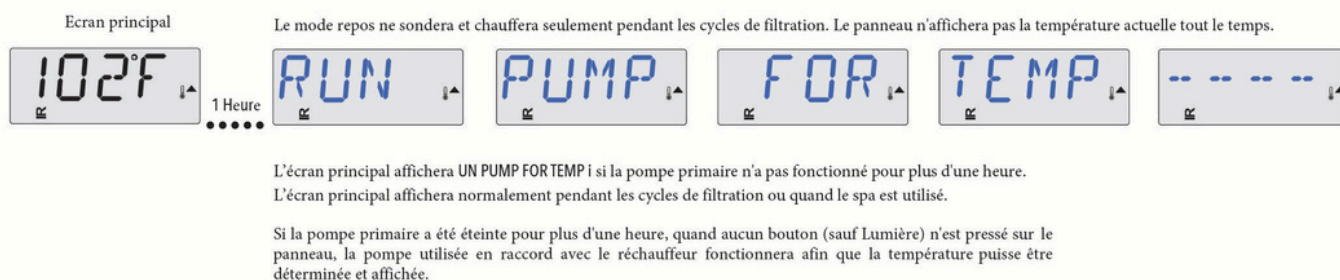 Ecran principal
Le mode repos ne sondera et chauffera seulement pendant les cycles de filtration. Le panneau n'affichera pas la température actuelle tout le temps.
102°F
IR
1 Heure
RUN
IR
PUMP
FOR
IR
TEMP
IR
-- -- -- --
IR
L'écran principal affichera UN PUMP FOR TEMP i si la pompe primaire n'a pas fonctionné pour plus d'une heure.
L'écran principal affichera normalement pendant les cycles de filtration ou quand le spa est utilisé.
Si la pompe primaire a été éteinte pour plus d'une heure, quand aucun bouton (sauf Lumière) n'est pressé sur le
panneau, la pompe utilisée en raccord avec le réchauffeur fonctionnera afin que la température puisse être
déterminée et affichée.